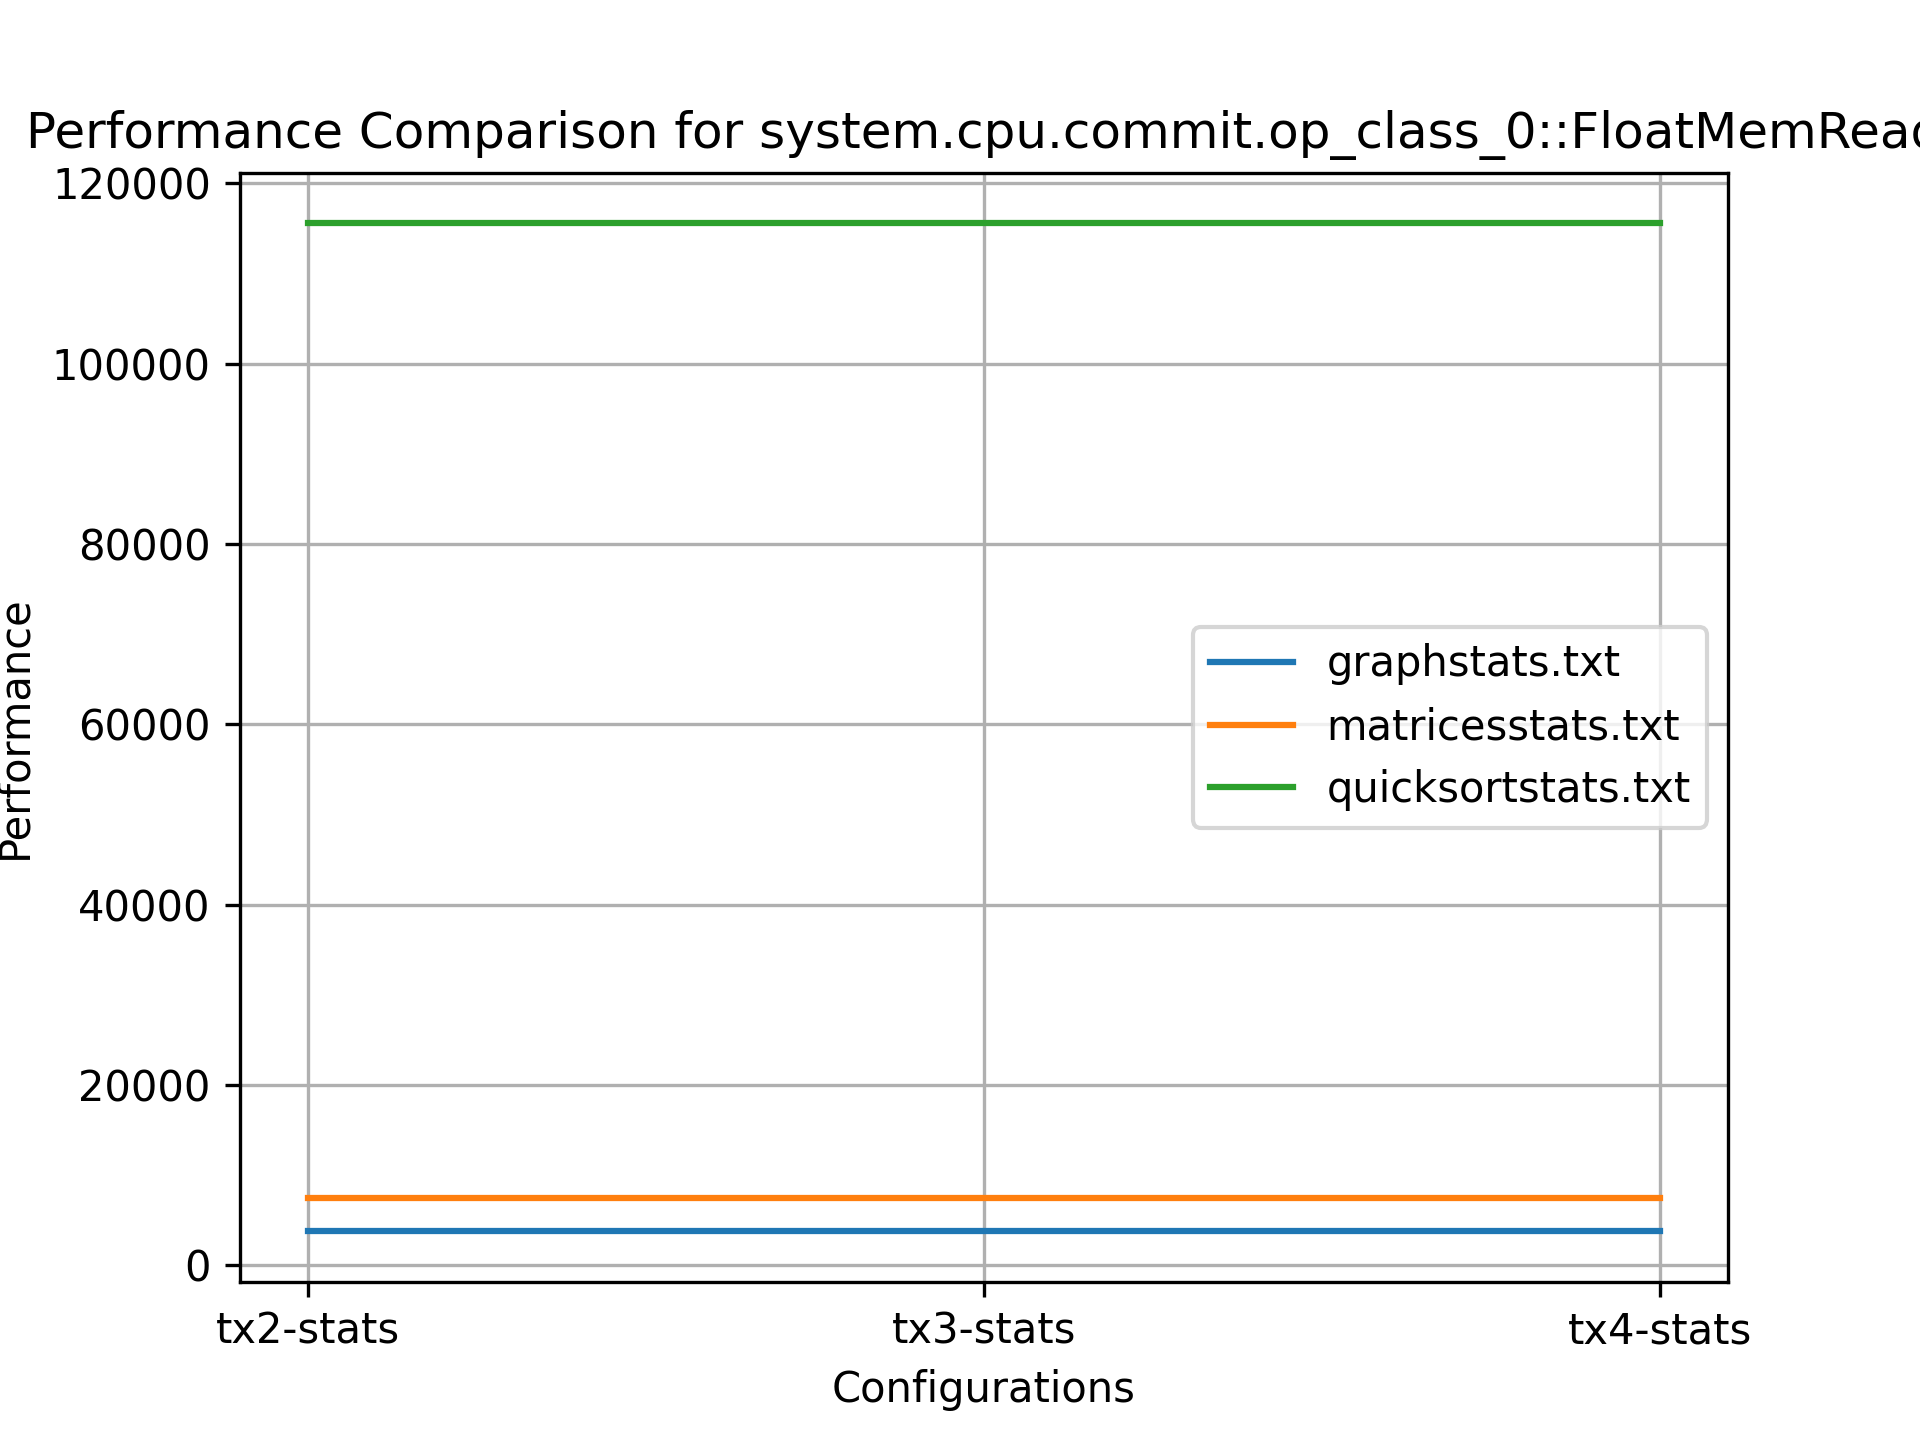 Performance Comparison for system.cpu.commit.op_class_0::FloatMemRead
120000
100000
80000
60000
40000
20000
0
Performance
graphstats.txt
matricesstats.txt
quicksortstats.txt
tx2-stats
tx3-stats
tx4-stats
Configurations